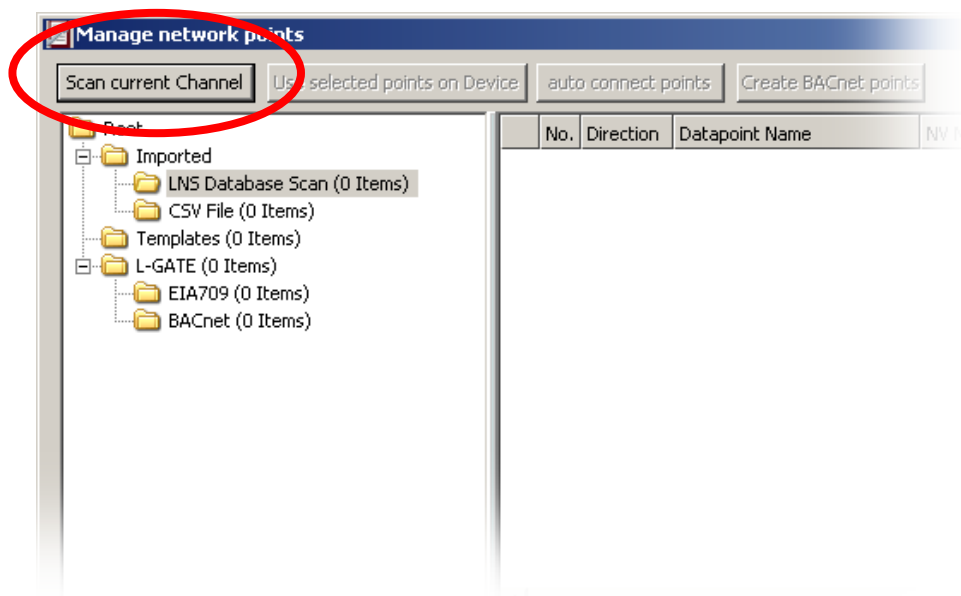 Manage network points
Scan current Channel Use selected points on Device auto connect points Create BACnet points
Root
No. Direction Datapoint Name NV
Imported
LNS Database Scan (0 Items)
CSV File (0 Items)
Templates (0 Items)
L-GATE (0 Items)
EIA709 (0 Items)
BACnet (0 Items)